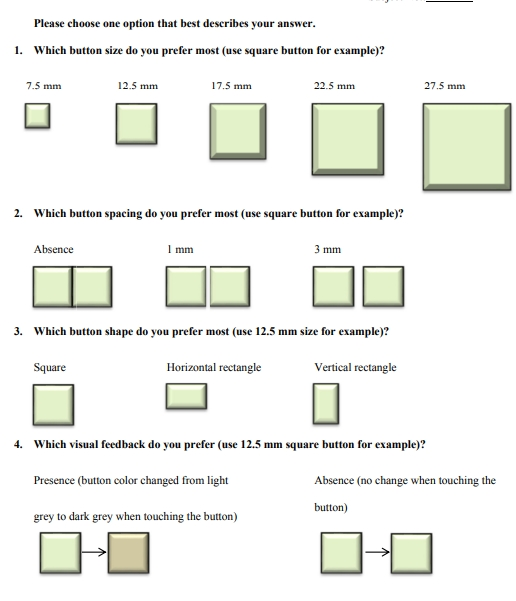 Please choose one option that best describes your answer.
1. Which button size do you prefer most (use square button for example)?
7.5 mm 12.5 mm 17.5 mm 22.5 mm 27.5 mm
2. Which button spacing do you prefer most (use square button for example)?
Absence 1 mm 3 mm
3. Which button shape do you prefer most (use 12.5 mm size for example)?
Square Horizontal rectangle Vertical rectangle
4. Which visual feedback do you prefer (use 12.5 mm square button for example)?
Presence (button color changed from light
grey to dark grey when touching the button)
Absence (no change when touching the
button)